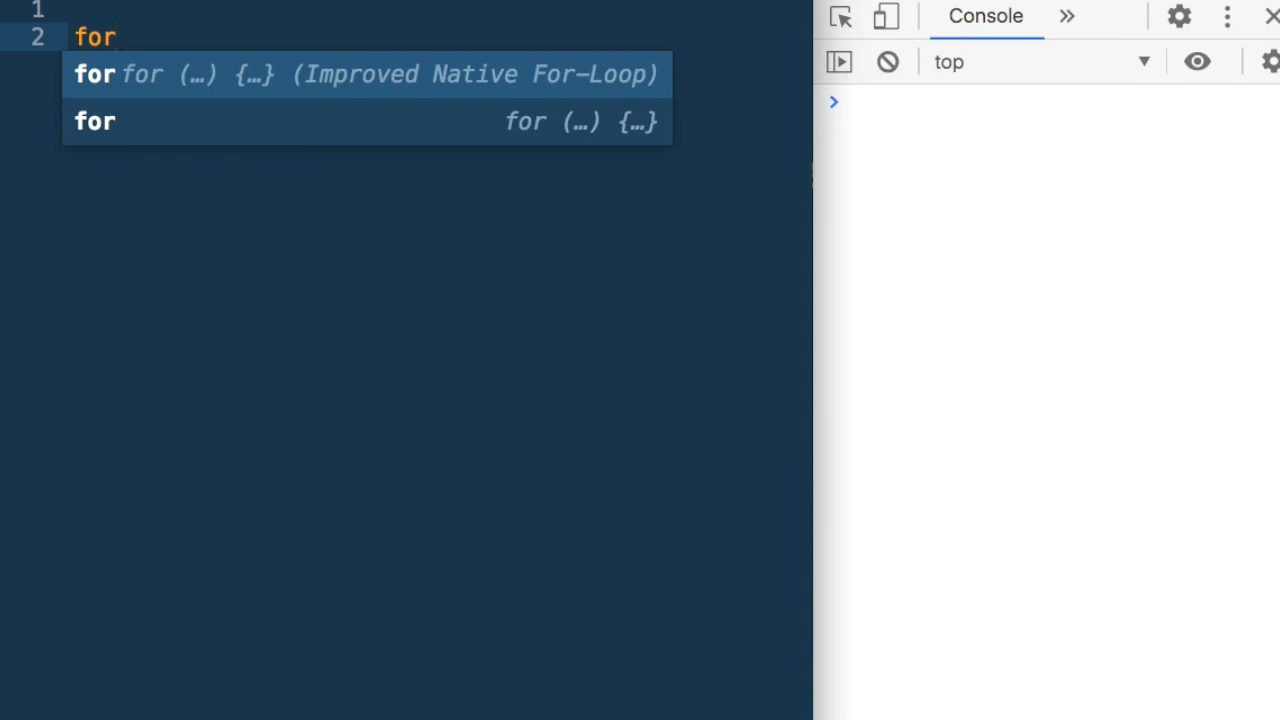 1
2 for
for for (…) {…} (Improved Native For-Loop)
for for (…) {…}
Console
top